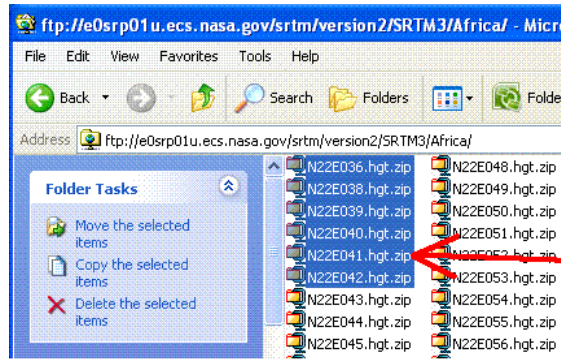 ftp://e0srp01u.ecs.nasa.gov/srtm/version2/SRTM3/Africa/ - Micr
File Edit View Favorites Tools Help
Back Search Folders Folde
Address ftp://e0srp01u.ecs.nasa.gov/srtm/version2/SRTM3/Africa/
Folder Tasks
Move the selected
items
Copy the selected
items
Delete the selected
items
N22E036.hgt.zip
N22E038.hgt.zip
N22E039.hgt.zip
N22E040.hgt.zip
N22E041.hgt.zip
N22E042.hgt.zip
N22E043.hgt.zip
N22E044.hgt.zip
N22E045.hgt.zip
N22E048.hgt.zip
N22E049.hgt.zip
N22E050.hgt.zip
N22E051.hgt.zip
N22E052.hgt.zip
N22E053.hgt.zip
N22E054.hgt.zip
N22E055.hgt.zip
N22E056.hgt.zip